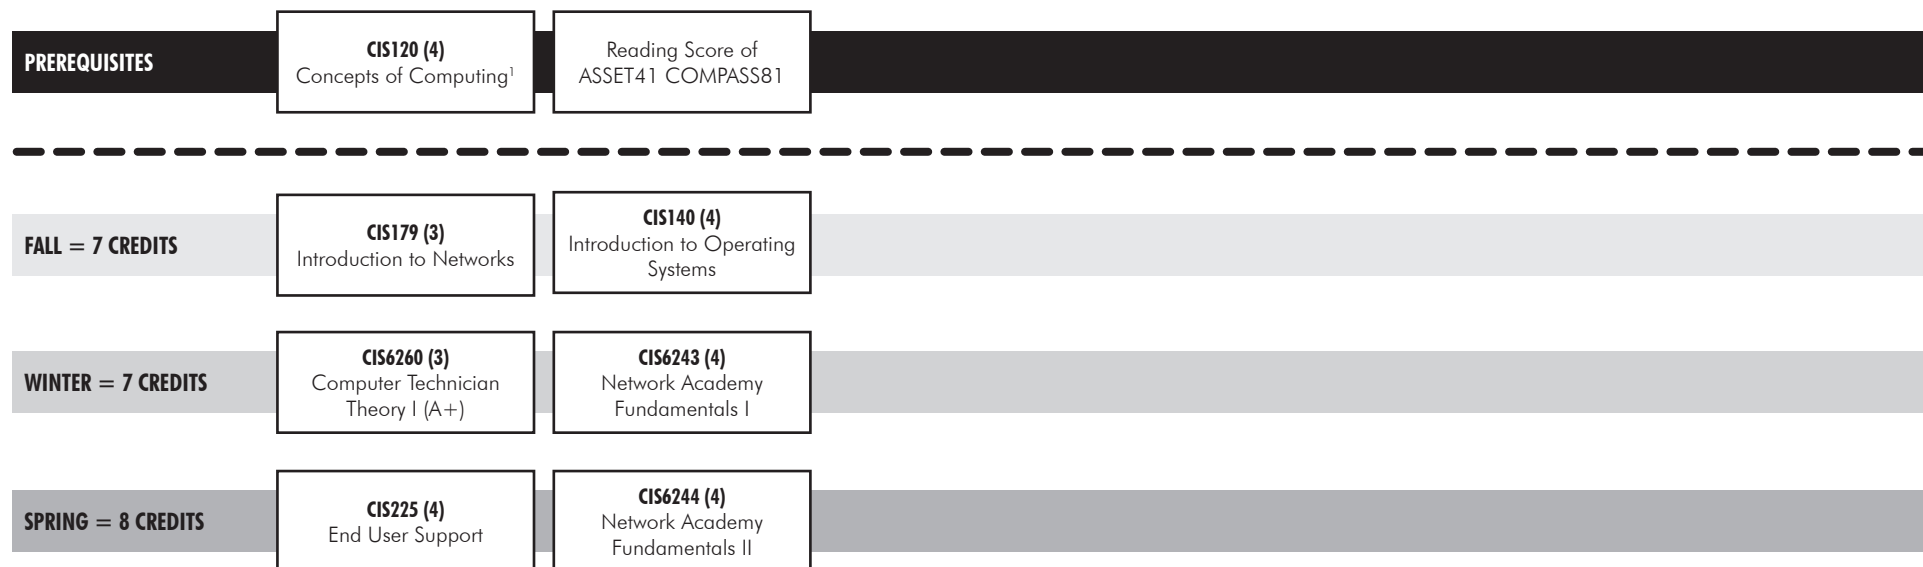 PREREQUISITES
CIS120 (4)
Concepts of Computing¹
Reading Score of
ASSET41 COMPASS81
FALL = 7 CREDITS
CIS179 (3)
Introduction to Networks
CIS140 (4)
Introduction to Operating
Systems
WINTER = 7 CREDITS
CIS6260 (3)
Computer Technician
Theory I (A+)
CIS6243 (4)
Network Academy
Fundamentals I
SPRING = 8 CREDITS
CIS225 (4)
End User Support
CIS6244 (4)
Network Academy
Fundamentals II